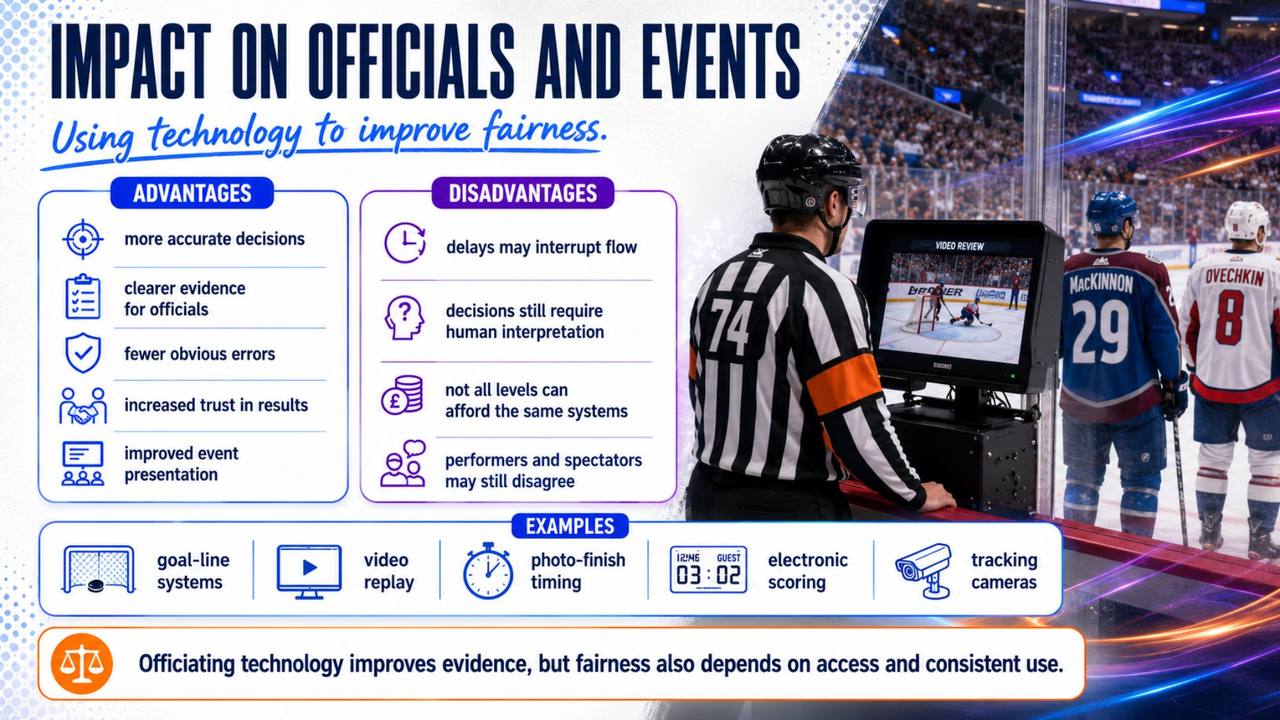 IMPACT ON OFFICIALS AND EVENTS
Using technology to improve fairness.
ADVANTAGES
more accurate decisions
clearer evidence
for officials
fewer obvious errors
increased trust in results
improved event
presentation
DISADVANTAGES
delays may interrupt flow
decisions still require
human interpretation
£
not all levels can
afford the same systems
performers and spectators
may still disagree
74
VIDEO REVIEW
MacKINNON
29
OVECHKIN
8
EXAMPLES
goal-line
systems
video
replay
photo-finish
timing
GUEST
03:02
electronic
scoring
tracking
cameras
Officiating technology improves evidence, but fairness also depends on access and consistent use.